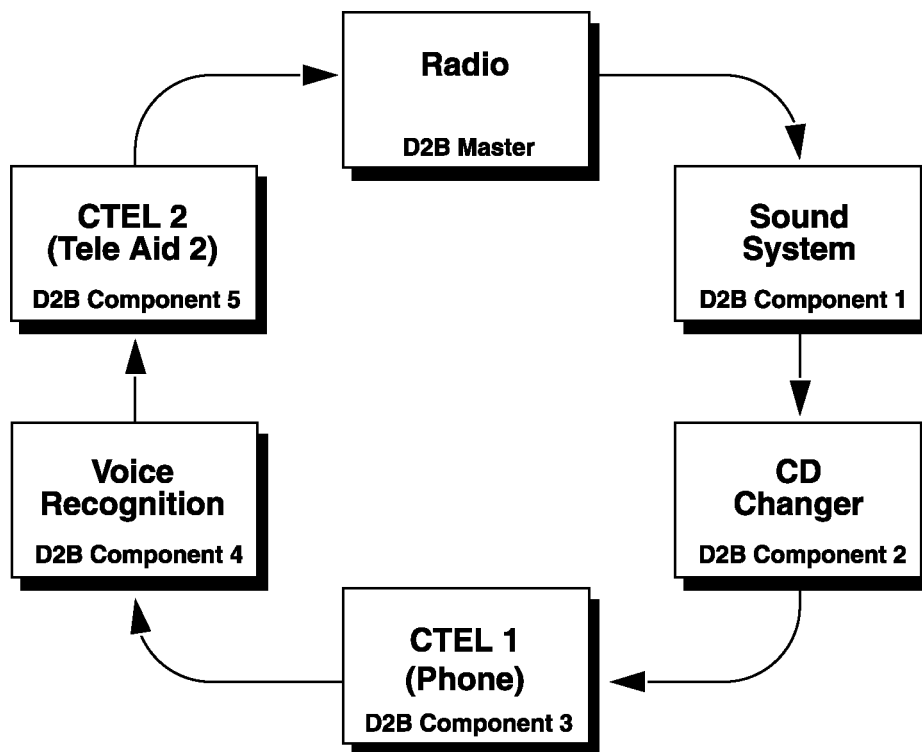 Radio
D2B Master
Sound
System
D2B Component 1
CD
Changer
D2B Component 2
CTEL 1
(Phone)
D2B Component 3
Voice
Recognition
D2B Component 4
CTEL 2
(Tele Aid 2)
D2B Component 5